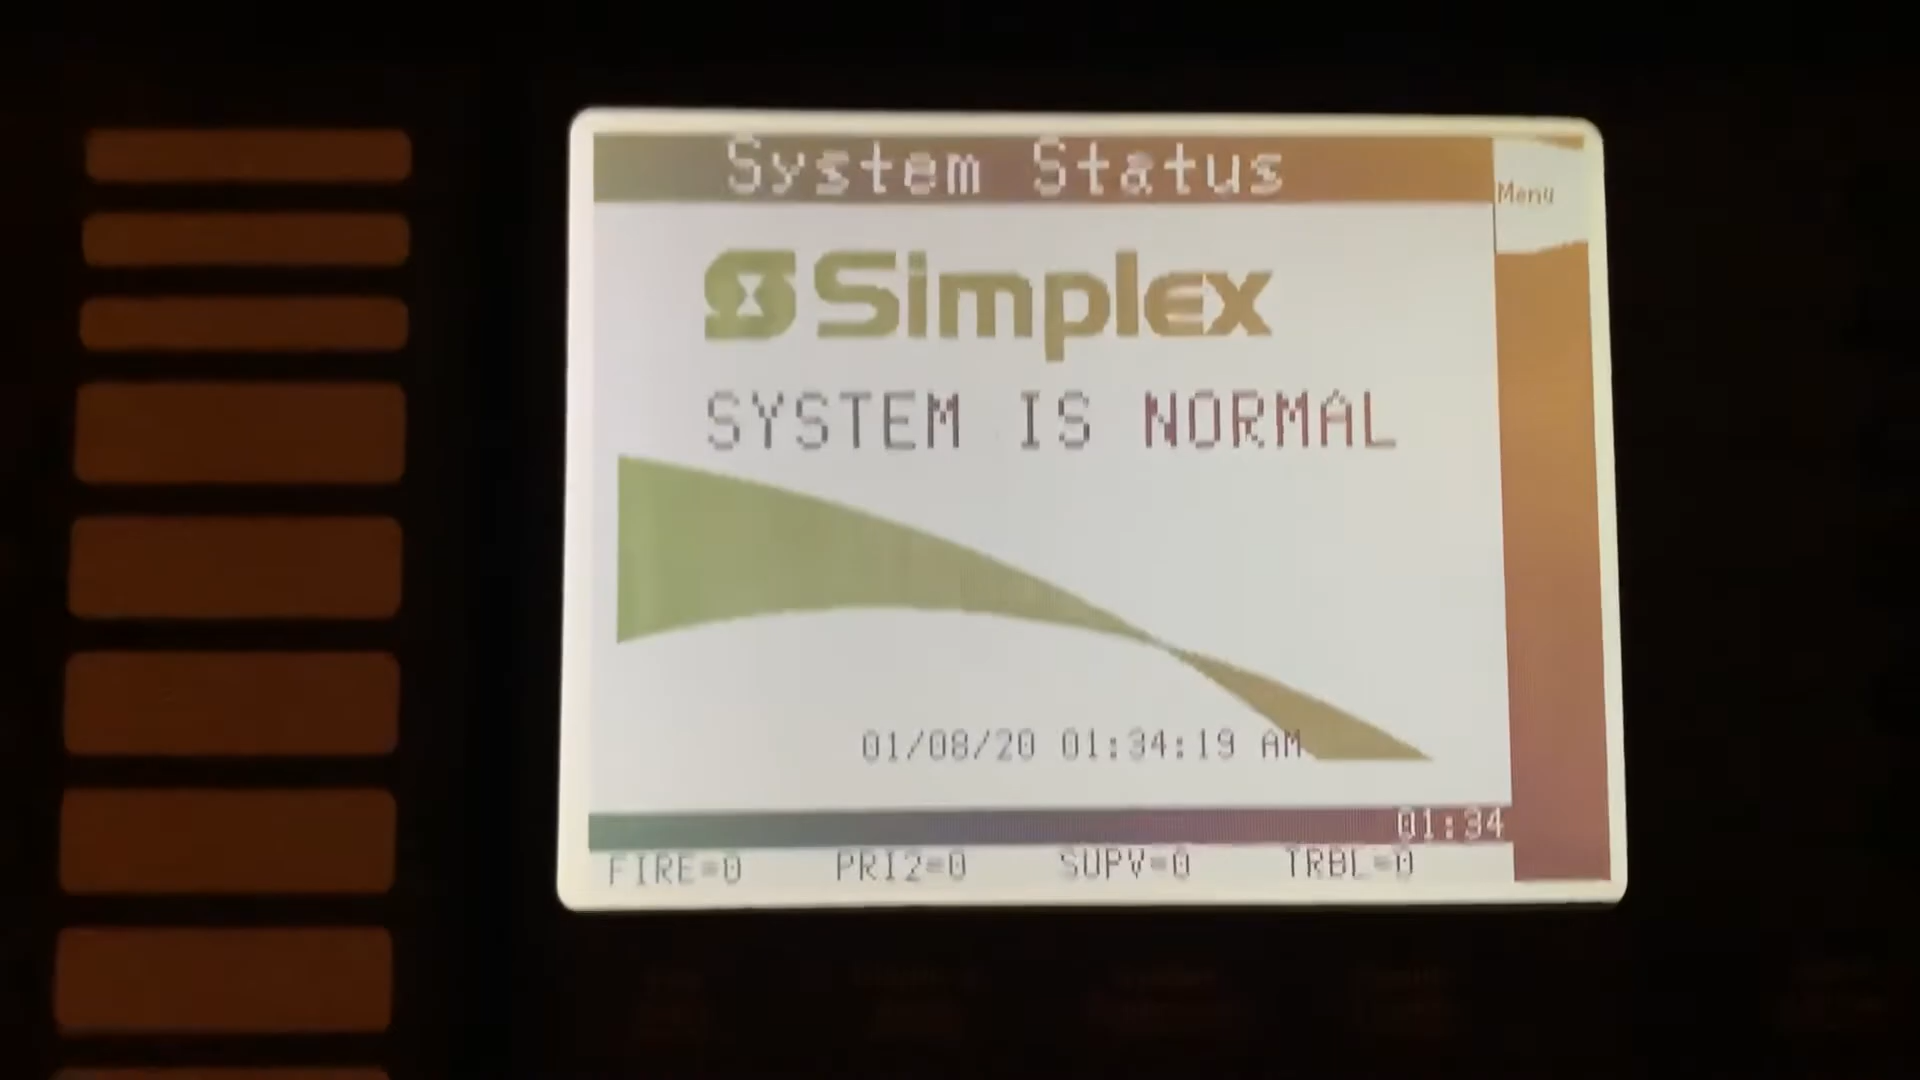 System Status
Menu
Simplex
SYSTEM IS NORMAL
01/08/20 01:34:19 AM
01:34
FIRE=0 PRI2=0 SUPV=0 TRBL=0